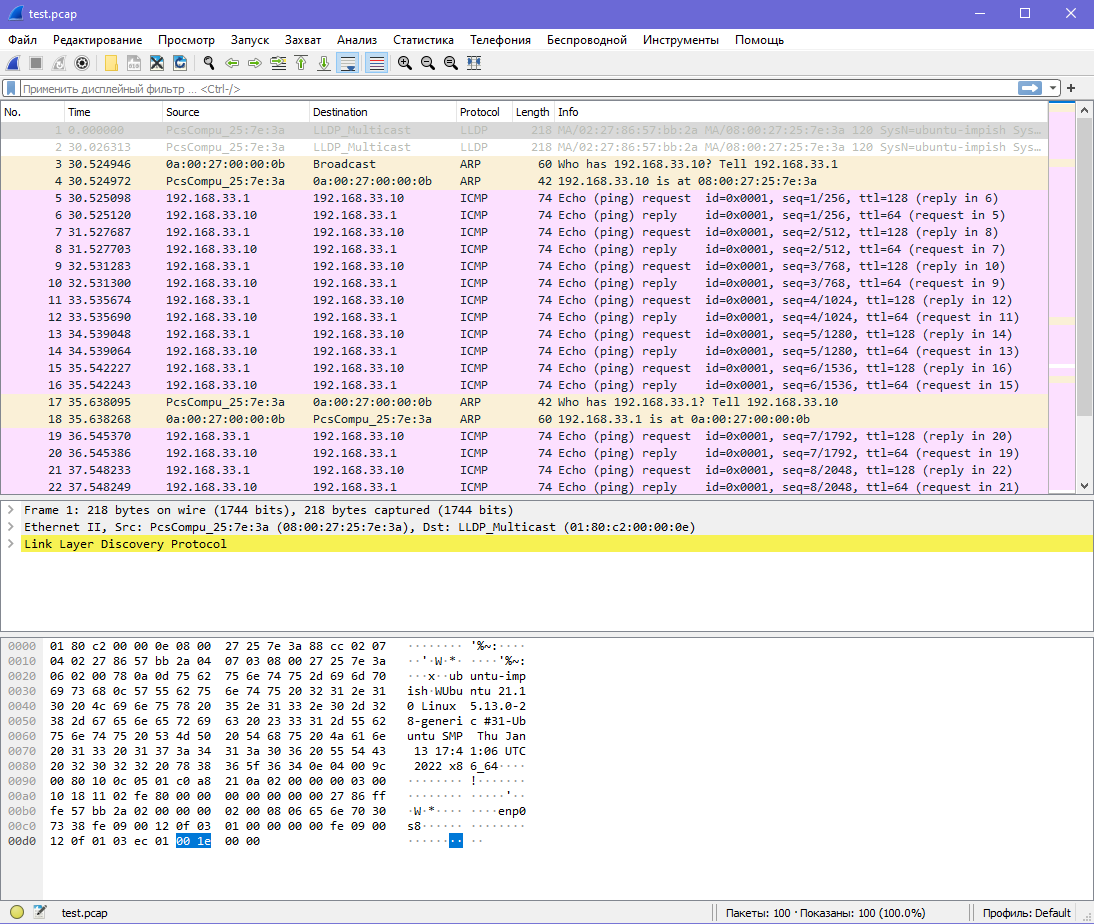 test.pcap
Файл Редактирование Просмотр Запуск Захват Анализ Статистика Телефония Беспроводной Инструменты Помощь
Применить дисплейный фильтр ... <Ctrl-/>
No. Time Source Destination Protocol Length Info
1 0.000000 PcsCompu_25:7e:3a LLDP_Multicast LLDP 218 MA/02:27:86:57:bb:2a MA/08:00:27:25:7e:3a 120 SysN=ubuntu-impish Sys…
2 30.026313 PcsCompu_25:7e:3a LLDP_Multicast LLDP 218 MA/02:27:86:57:bb:2a MA/08:00:27:25:7e:3a 120 SysN=ubuntu-impish Sys…
3 30.524946 0a:00:27:00:00:0b Broadcast ARP 60 Who has 192.168.33.10? Tell 192.168.33.1
4 30.524972 PcsCompu_25:7e:3a 0a:00:27:00:00:0b ARP 42 192.168.33.10 is at 08:00:27:25:7e:3a
5 30.525098 192.168.33.1 192.168.33.10 ICMP 74 Echo (ping) request id=0x0001, seq=1/256, ttl=128 (reply in 6)
6 30.525120 192.168.33.10 192.168.33.1 ICMP 74 Echo (ping) reply id=0x0001, seq=1/256, ttl=64 (request in 5)
7 31.527687 192.168.33.1 192.168.33.10 ICMP 74 Echo (ping) request id=0x0001, seq=2/512, ttl=128 (reply in 8)
8 31.527703 192.168.33.10 192.168.33.1 ICMP 74 Echo (ping) reply id=0x0001, seq=2/512, ttl=64 (request in 7)
9 32.531283 192.168.33.1 192.168.33.10 ICMP 74 Echo (ping) request id=0x0001, seq=3/768, ttl=128 (reply in 10)
10 32.531300 192.168.33.10 192.168.33.1 ICMP 74 Echo (ping) reply id=0x0001, seq=3/768, ttl=64 (request in 9)
11 33.535674 192.168.33.1 192.168.33.10 ICMP 74 Echo (ping) request id=0x0001, seq=4/1024, ttl=128 (reply in 12)
12 33.535690 192.168.33.10 192.168.33.1 ICMP 74 Echo (ping) reply id=0x0001, seq=4/1024, ttl=64 (request in 11)
13 34.539048 192.168.33.1 192.168.33.10 ICMP 74 Echo (ping) request id=0x0001, seq=5/1280, ttl=128 (reply in 14)
14 34.539064 192.168.33.10 192.168.33.1 ICMP 74 Echo (ping) reply id=0x0001, seq=5/1280, ttl=64 (request in 13)
15 35.542227 192.168.33.1 192.168.33.10 ICMP 74 Echo (ping) request id=0x0001, seq=6/1536, ttl=128 (reply in 16)
16 35.542243 192.168.33.10 192.168.33.1 ICMP 74 Echo (ping) reply id=0x0001, seq=6/1536, ttl=64 (request in 15)
17 35.638095 PcsCompu_25:7e:3a 0a:00:27:00:00:0b ARP 42 Who has 192.168.33.1? Tell 192.168.33.10
18 35.638268 0a:00:27:00:00:0b PcsCompu_25:7e:3a ARP 60 192.168.33.1 is at 0a:00:27:00:00:0b
19 36.545370 192.168.33.1 192.168.33.10 ICMP 74 Echo (ping) request id=0x0001, seq=7/1792, ttl=128 (reply in 20)
20 36.545386 192.168.33.10 192.168.33.1 ICMP 74 Echo (ping) reply id=0x0001, seq=7/1792, ttl=64 (request in 19)
21 37.548233 192.168.33.1 192.168.33.10 ICMP 74 Echo (ping) request id=0x0001, seq=8/2048, ttl=128 (reply in 22)
22 37.548249 192.168.33.10 192.168.33.1 ICMP 74 Echo (ping) reply id=0x0001, seq=8/2048, ttl=64 (request in 21)
Frame 1: 218 bytes on wire (1744 bits), 218 bytes captured (1744 bits)
Ethernet II, Src: PcsCompu_25:7e:3a (08:00:27:25:7e:3a), Dst: LLDP_Multicast (01:80:c2:00:00:0e)
Link Layer Discovery Protocol
0000 01 80 c2 00 00 0e 08 00 27 25 7e 3a 88 cc 02 07 ········ '%~:····
0010 04 02 27 86 57 bb 2a 04 07 03 08 00 27 25 7e 3a ··'·W·*· ····'%~:
0020 06 02 00 78 0a 0d 75 62 75 6e 74 75 2d 69 6d 70 ···x··ub untu-imp
0030 69 73 68 0c 57 55 62 75 6e 74 75 20 32 31 2e 31 ish·WUbu ntu 21.1
0040 30 20 4c 69 6e 75 78 20 35 2e 31 33 2e 30 2d 32 0 Linux 5.13.0-2
0050 38 2d 67 65 6e 65 72 69 63 20 23 33 31 2d 55 62 8-generi c #31-Ub
0060 75 6e 74 75 20 53 4d 50 20 54 68 75 20 4a 61 6e untu SMP Thu Jan
0070 20 31 33 20 31 37 3a 34 31 3a 30 36 20 55 54 43 13 17:4 1:06 UTC
0080 20 32 30 32 32 20 78 38 36 5f 36 34 0e 04 00 9c 2022 x8 6_64····
0090 00 80 10 0c 05 01 c0 a8 21 0a 02 00 00 00 03 00 ········ !·······
00a0 10 18 11 02 fe 80 00 00 00 00 00 00 00 27 86 ff ········ ·····'··
00b0 fe 57 bb 2a 02 00 00 00 02 00 08 06 65 6e 70 30 ·W·*···· ····enp0
00c0 73 38 fe 09 00 12 0f 03 01 00 00 00 00 fe 09 00 s8······ ········
00d0 12 0f 01 03 ec 01 00 1e 00 00 ········ ··
test.pcap Пакеты: 100 · Показаны: 100 (100.0%) Профиль: Default